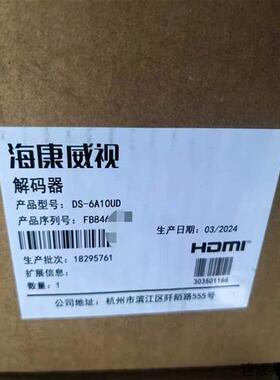 海康威视
解码器
产品型号: DS-6A10UD
产品序列号: FB846
生产日期: 03/2024
HDMI
生产批次: 18295761
扩展信息:
303501166
数量: 1
公司地址: 杭州市滨江区阡陌路555号